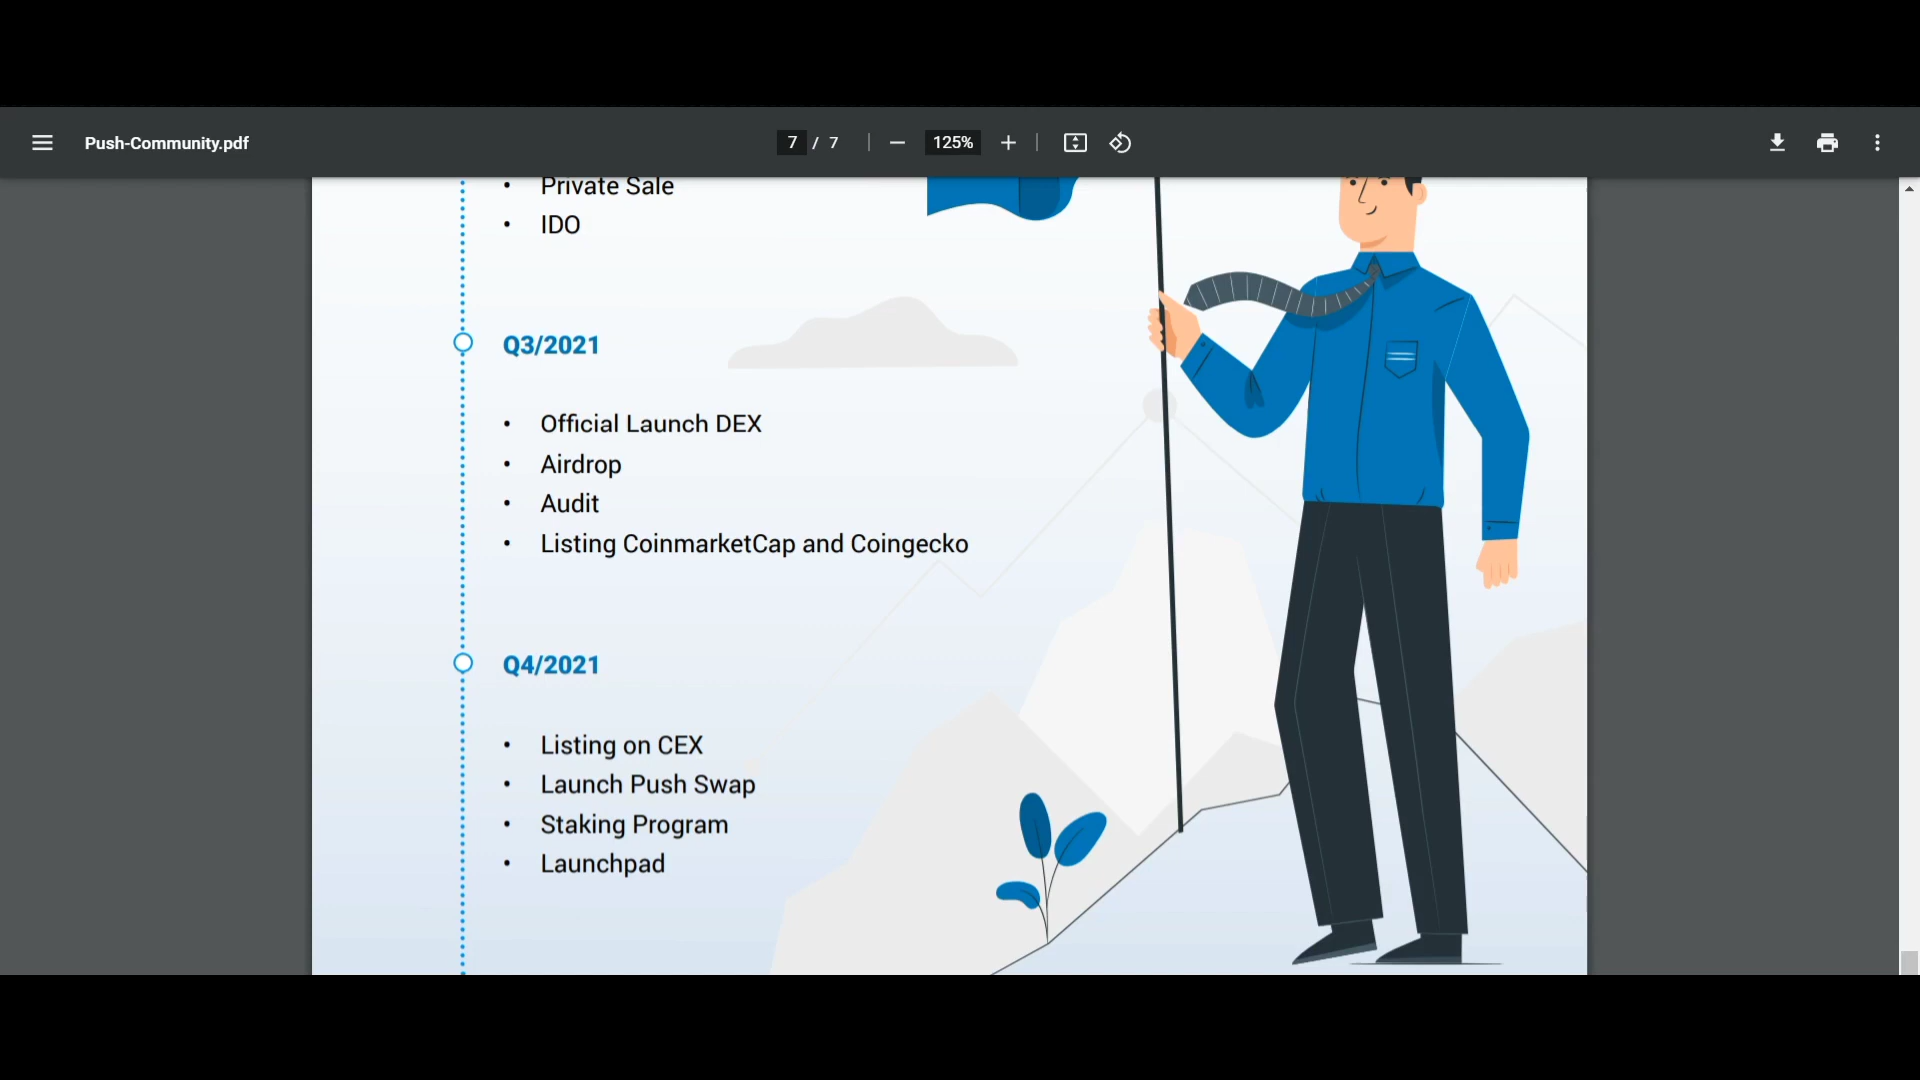 Push-Community.pdf
7 / 7
125%
• Private Sale
• IDO
Q3/2021
• Official Launch DEX
• Airdrop
• Audit
• Listing CoinmarketCap and Coingecko
Q4/2021
• Listing on CEX
• Launch Push Swap
• Staking Program
• Launchpad